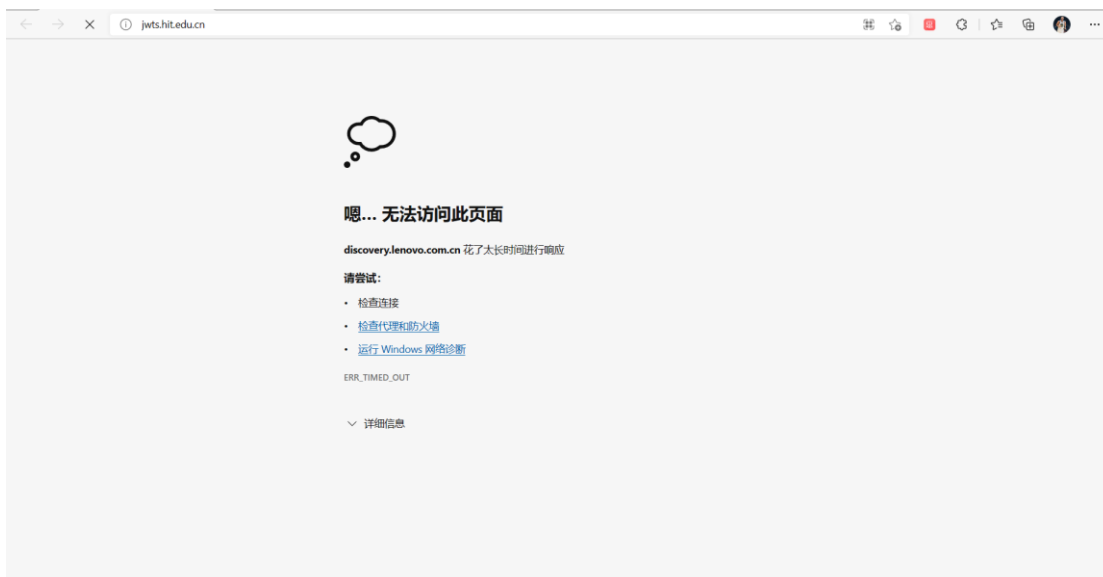 jwts.hit.edu.cn
嗯… 无法访问此页面
discovery.lenovo.com.cn 花了太长时间进行响应
请尝试:
• 检查连接
• 检查代理和防火墙
• 运行 Windows 网络诊断
ERR_TIMED_OUT
详细信息